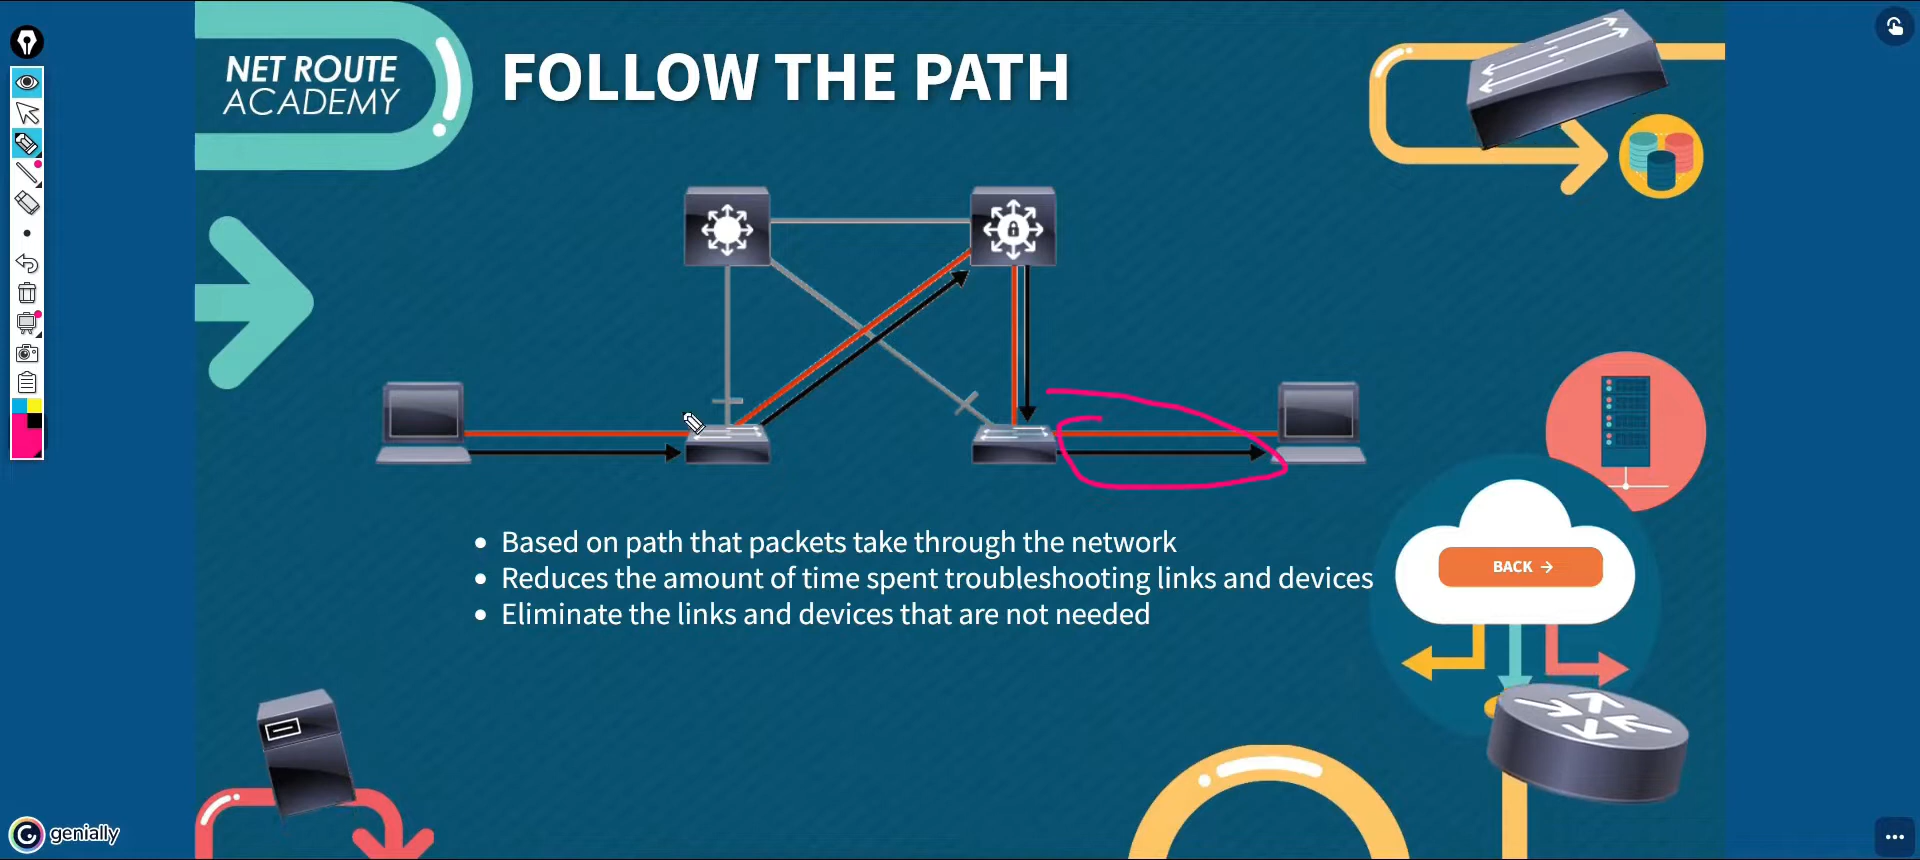 NET ROUTE
ACADEMY
FOLLOW THE PATH
Based on path that packets take through the network
Reduces the amount of time spent troubleshooting links and devices
Eliminate the links and devices that are not needed
BACK →
genially